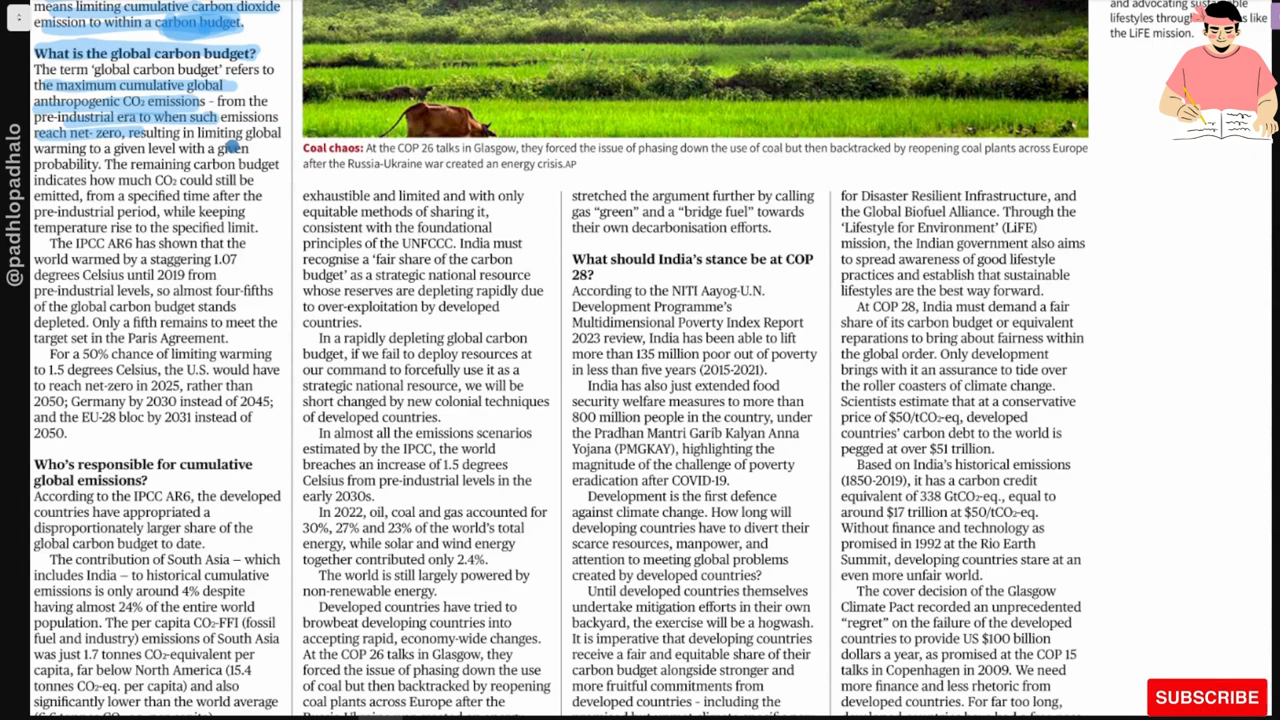 means limiting cumulative carbon dioxide
emission to within a carbon budget.
What is the global carbon budget?
The term ‘global carbon budget’ refers to
the maximum cumulative global
anthropogenic CO₂ emissions - from the
pre-industrial era to when such emissions
reach net- zero, resulting in limiting global
warming to a given level with a given
probability. The remaining carbon budget
indicates how much CO₂ could still be
emitted, from a specified time after the
pre-industrial period, while keeping
temperature rise to the specified limit.
The IPCC AR6 has shown that the
world warmed by a staggering 1.07
degrees Celsius until 2019 from
pre-industrial levels, so almost four-fifths
of the global carbon budget stands
depleted. Only a fifth remains to meet the
target set in the Paris Agreement.
For a 50% chance of limiting warming
to 1.5 degrees Celsius, the U.S. would have
to reach net-zero in 2025, rather than
2050; Germany by 2030 instead of 2045;
and the EU-28 bloc by 2031 instead of
2050.
Who’s responsible for cumulative
global emissions?
According to the IPCC AR6, the developed
countries have appropriated a
disproportionately larger share of the
global carbon budget to date.
The contribution of South Asia — which
includes India — to historical cumulative
emissions is only around 4% despite
having almost 24% of the entire world
population. The per capita CO₂-FFI (fossil
fuel and industry) emissions of South Asia
was just 1.7 tonnes CO₂-equivalent per
capita, far below North America (15.4
tonnes CO₂-eq. per capita) and also
significantly lower than the world average
Coal chaos: At the COP 26 talks in Glasgow, they forced the issue of phasing down the use of coal but then backtracked by reopening coal plants across Europe
after the Russia-Ukraine war created an energy crisis.AP
exhaustible and limited and with only
equitable methods of sharing it,
consistent with the foundational
principles of the UNFCCC. India must
recognise a ‘fair share of the carbon
budget’ as a strategic national resource
whose reserves are depleting rapidly due
to over-exploitation by developed
countries.
In a rapidly depleting global carbon
budget, if we fail to deploy resources at
our command to forcefully use it as a
strategic national resource, we will be
short changed by new colonial techniques
of developed countries.
In almost all the emissions scenarios
estimated by the IPCC, the world
breaches an increase of 1.5 degrees
Celsius from pre-industrial levels in the
early 2030s.
In 2022, oil, coal and gas accounted for
30%, 27% and 23% of the world’s total
energy, while solar and wind energy
together contributed only 2.4%.
The world is still largely powered by
non-renewable energy.
Developed countries have tried to
browbeat developing countries into
accepting rapid, economy-wide changes.
At the COP 26 talks in Glasgow, they
forced the issue of phasing down the use
of coal but then backtracked by reopening
coal plants across Europe after the
stretched the argument further by calling
gas “green” and a “bridge fuel” towards
their own decarbonisation efforts.
What should India’s stance be at COP
28?
According to the NITI Aayog-U.N.
Development Programme’s
Multidimensional Poverty Index Report
2023 review, India has been able to lift
more than 135 million poor out of poverty
in less than five years (2015-2021).
India has also just extended food
security welfare measures to more than
800 million people in the country, under
the Pradhan Mantri Garib Kalyan Anna
Yojana (PMGKAY), highlighting the
magnitude of the challenge of poverty
eradication after COVID-19.
Development is the first defence
against climate change. How long will
developing countries have to divert their
scarce resources, manpower, and
attention to meeting global problems
created by developed countries?
Until developed countries themselves
undertake mitigation efforts in their own
backyard, the exercise will be a hogwash.
It is imperative that developing countries
receive a fair and equitable share of their
carbon budget alongside stronger and
more fruitful commitments from
developed countries - including the
for Disaster Resilient Infrastructure, and
the Global Biofuel Alliance. Through the
‘Lifestyle for Environment’ (LiFE)
mission, the Indian government also aims
to spread awareness of good lifestyle
practices and establish that sustainable
lifestyles are the best way forward.
At COP 28, India must demand a fair
share of its carbon budget or equivalent
reparations to bring about fairness within
the global order. Only development
brings with it an assurance to tide over
the roller coasters of climate change.
Scientists estimate that at a conservative
price of $50/tCO₂-eq, developed
countries’ carbon debt to the world is
pegged at over $51 trillion.
Based on India’s historical emissions
(1850-2019), it has a carbon credit
equivalent of 338 GtCO₂-eq., equal to
around $17 trillion at $50/tCO₂-eq.
Without finance and technology as
promised in 1992 at the Rio Earth
Summit, developing countries stare at an
even more unfair world.
The cover decision of the Glasgow
Climate Pact recorded an unprecedented
“regret” on the failure of the developed
countries to provide US $100 billion
dollars a year, as promised at the COP 15
talks in Copenhagen in 2009. We need
more finance and less rhetoric from
developed countries. For far too long,
and advocating
lifestyles like
the LiFE mission.
@padhlopadhalo
SUBSCRIBE